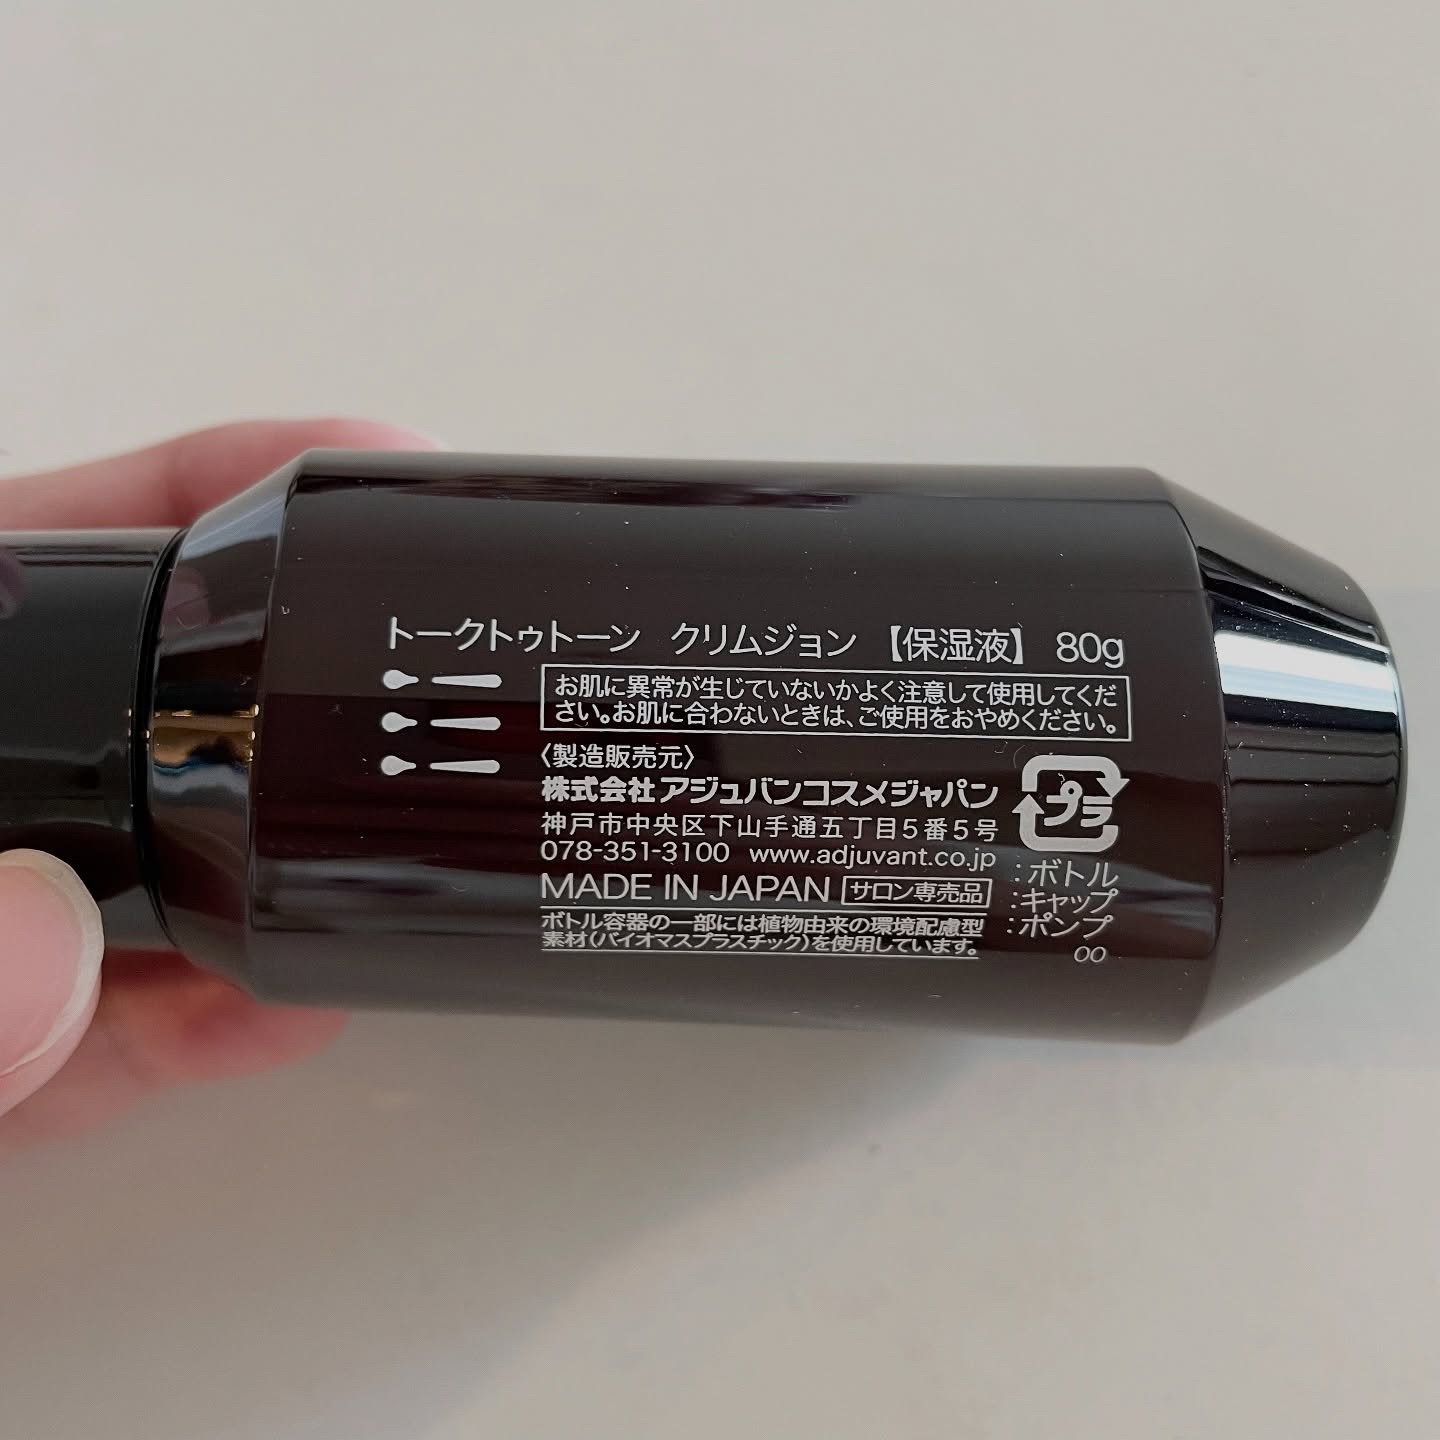 トークトゥトーン クリムジョン 【保湿液】 80g
お肌に異常が生じていないかよく注意して使用してくだ
さい。お肌に合わないときは、ご使用をおやめください。
〈製造販売元〉
株式会社アジュバンコスメジャパン
神戸市中央区下山手通五丁目5番5号
078-351-3100 www.adjuvant.co.jp
MADE IN JAPAN サロン専売品
ボトル容器の一部には植物由来の環境配慮型
素材(バイオマスプラスチック)を使用しています。
プラ
:ボトル
:キャップ
:ポンプ
00